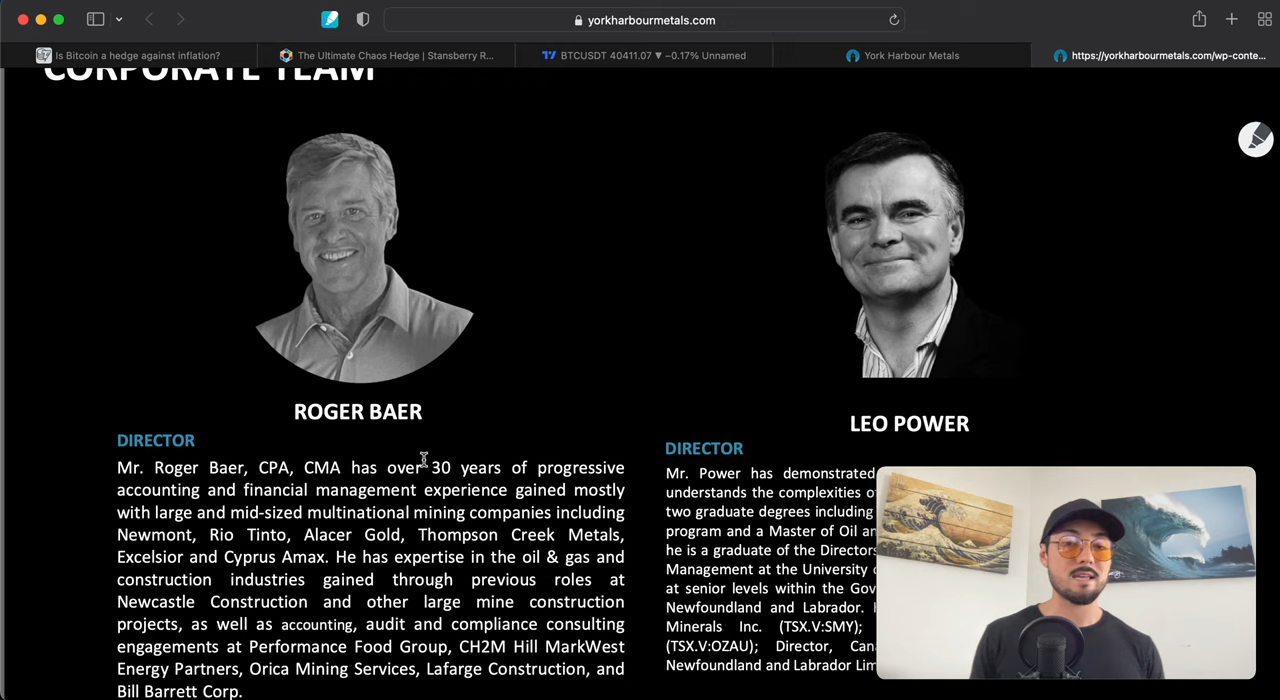 yorkharbourmetals.com
Is Bitcoin a hedge against inflation?
The Ultimate Chaos Hedge | Stansberry R...
BTCUSDT 40411.07 ▼ −0.17% Unnamed
York Harbour Metals
https://yorkharbourmetals.com/wp-conte...
CORPORATE TEAM
ROGER BAER
DIRECTOR
Mr. Roger Baer, CPA, CMA has over 30 years of progressive
accounting and financial management experience gained mostly
with large and mid-sized multinational mining companies including
Newmont, Rio Tinto, Alacer Gold, Thompson Creek Metals,
Excelsior and Cyprus Amax. He has expertise in the oil & gas and
construction industries gained through previous roles at
Newcastle Construction and other large mine construction
projects, as well as accounting, audit and compliance consulting
engagements at Performance Food Group, CH2M Hill MarkWest
Energy Partners, Orica Mining Services, Lafarge Construction, and
Bill Barrett Corp.
LEO POWER
DIRECTOR
Mr. Power has demonstrated
understands the complexities
two graduate degrees including
program and a Master of Oil
he is a graduate of the Directors
Management at the University
at senior levels within the
Newfoundland and Labrador.
Minerals Inc. (TSX.V:SMY);
(TSX.V:OZAU); Director,
Newfoundland and Labrador